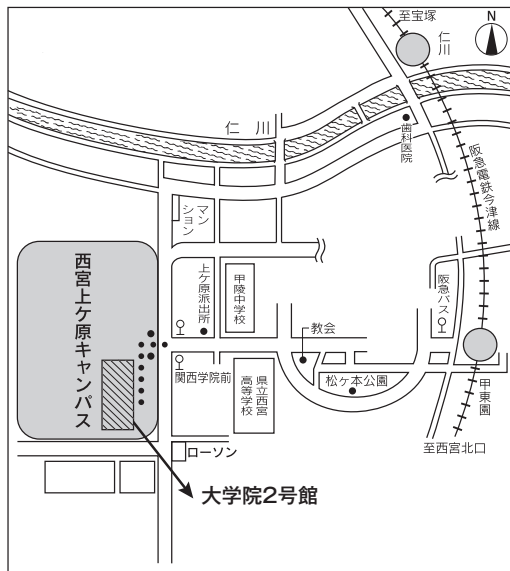 至宝塚
仁川
N
仁川
歯科医院
阪急電鉄今津線
マンション
西宮上ケ原キャンパス
上ケ原派出所
甲陵中学校
阪急バス
教会
関西学院前
県立西宮
高等学校
松ヶ本公園
甲東園
至西宮北口
ローソン
大学院2号館